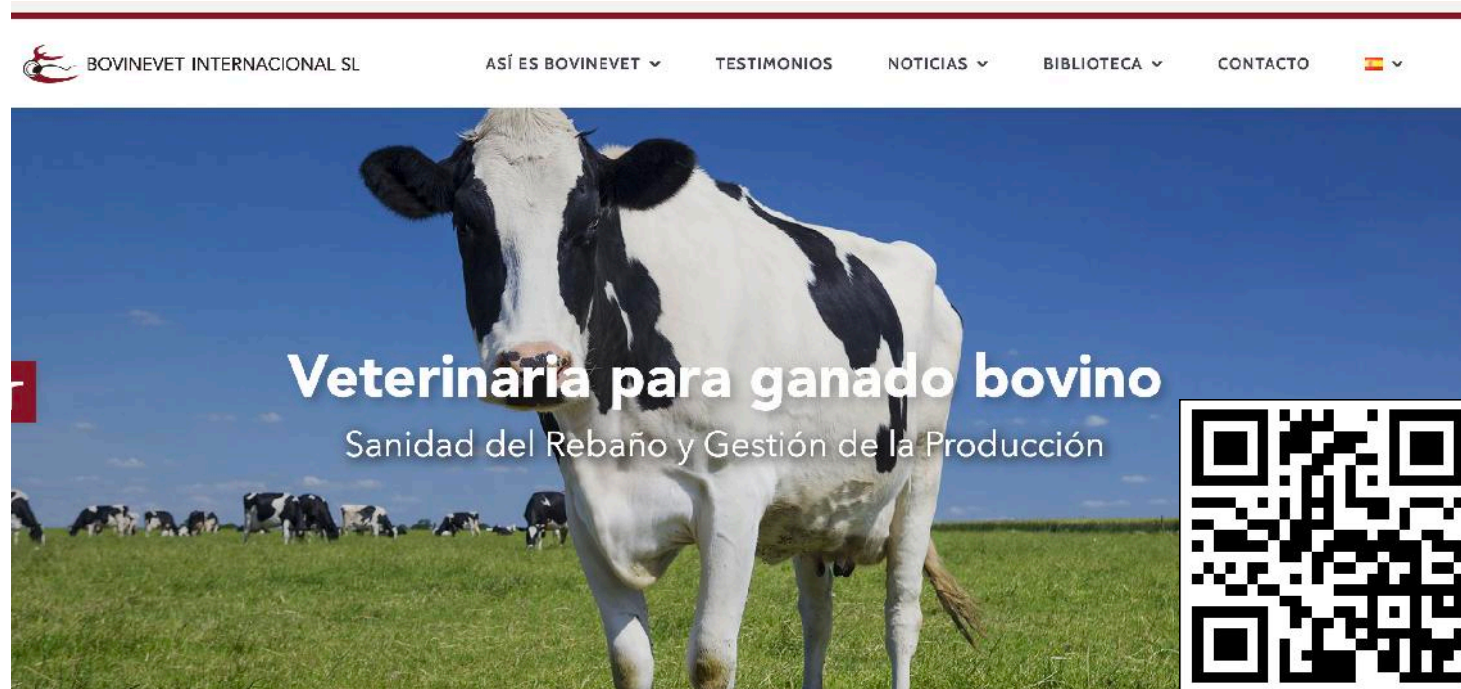 BOVINEVET INTERNACIONAL SL
ASÍ ES BOVINEVET
TESTIMONIOS
NOTICIAS
BIBLIOTECA
CONTACTO
Veterinaria para ganado bovino
Sanidad del Rebaño y Gestión de la Producción